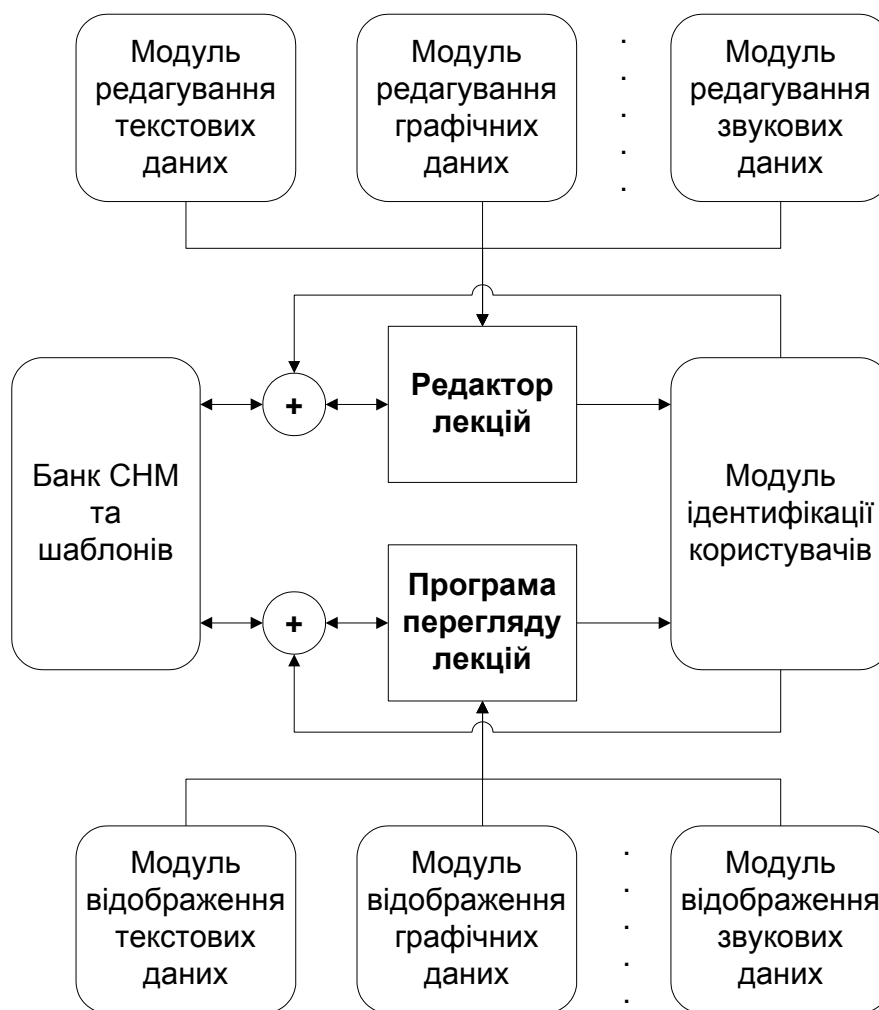 Модуль
редагування
текстових
даних
Модуль
редагування
графічних
даних
Модуль
редагування
звукових
даних
Банк СНМ
та
шаблонів
+
Редактор
лекцій
Модуль
ідентифікації
користувачів
+
Програма
перегляду
лекцій
Модуль
відображення
текстових
даних
Модуль
відображення
графічних
даних
Модуль
відображення
звукових
даних